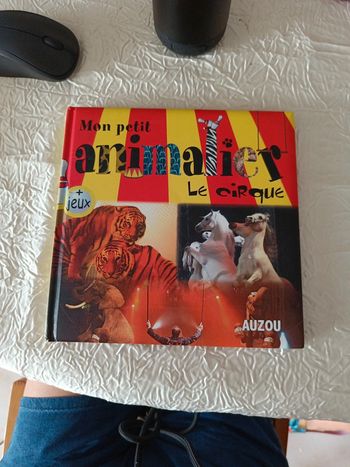 Mon petit
animalier
Le cirque
+
jeux
AUZOU